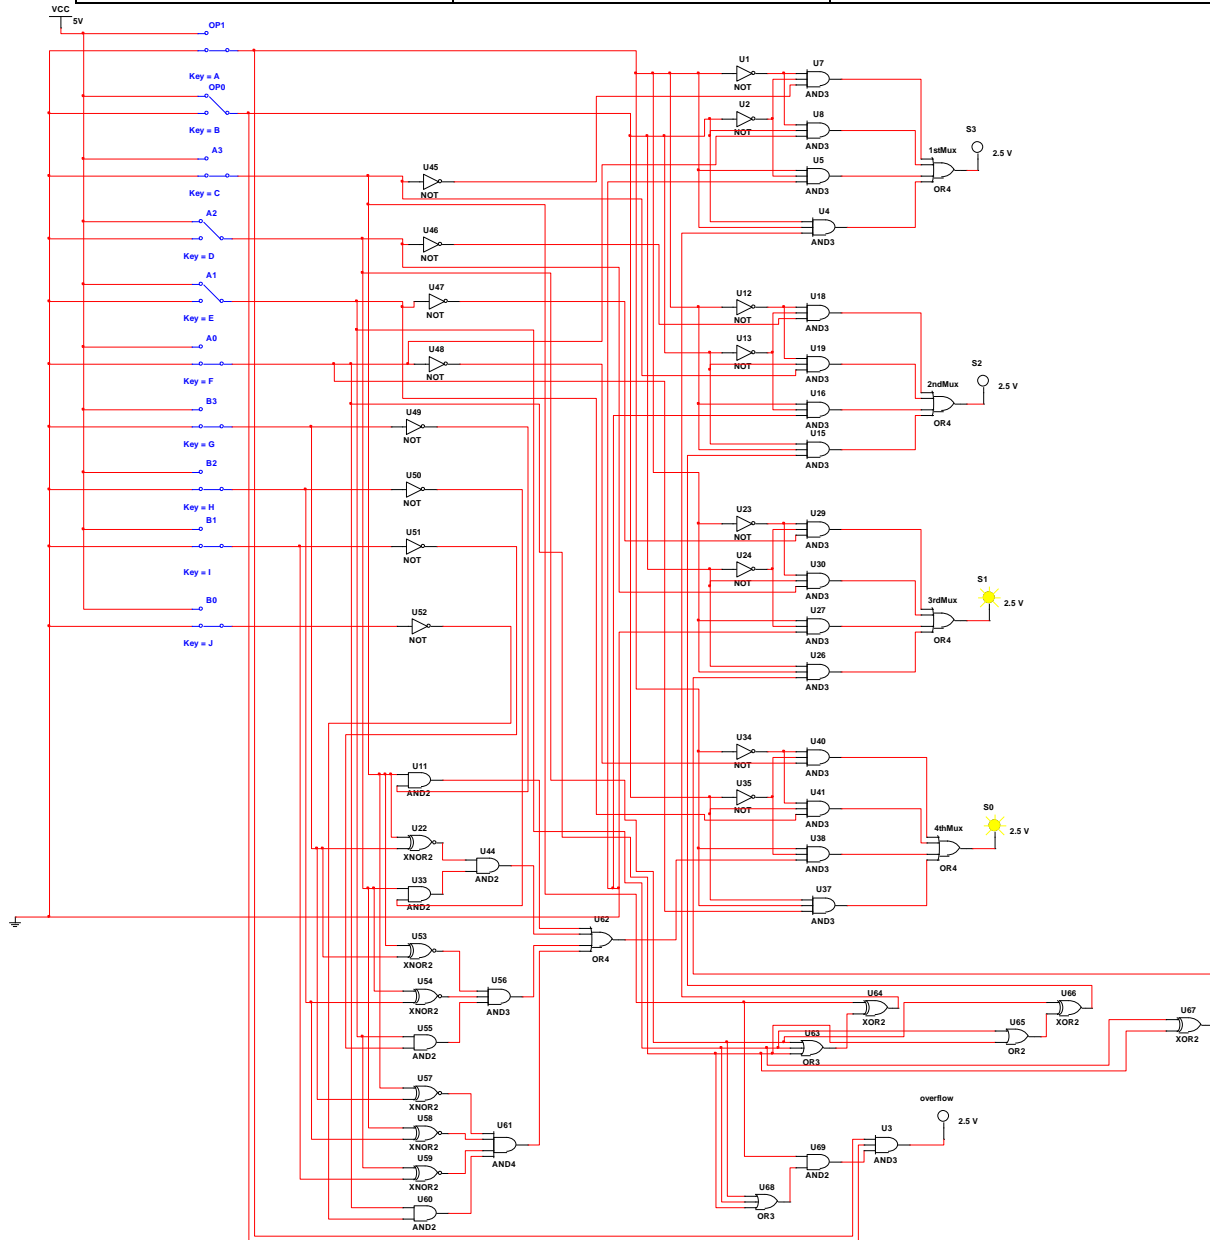 VCC
5V
OP1
Key = A
OP0
Key = B
A3
Key = C
A2
Key = D
A1
Key = E
A0
Key = F
B3
Key = G
B2
Key = H
B1
Key = I
B0
Key = J
U45
NOT
U46
NOT
U47
NOT
U48
NOT
U49
NOT
U50
NOT
U51
NOT
U52
NOT
U1
NOT
U7
AND3
U2
NOT
U8
AND3
U5
AND3
U4
AND3
1stMux
OR4
S3
2.5 V
U12
NOT
U18
AND3
U13
NOT
U19
AND3
U16
AND3
U15
AND3
2ndMux
OR4
S2
2.5 V
U23
NOT
U29
AND3
U24
NOT
U30
AND3
U27
AND3
U26
AND3
3rdMux
OR4
S1
2.5 V
U34
NOT
U40
AND3
U35
NOT
U41
AND3
U38
AND3
U37
AND3
4thMux
OR4
S0
2.5 V
U11
AND2
U22
XNOR2
U44
AND2
U33
AND2
U53
XNOR2
U54
XNOR2
U56
AND3
U55
AND2
U62
OR4
U57
XNOR2
U58
XNOR2
U61
AND4
U59
XNOR2
U60
AND2
U64
XOR2
U63
OR3
U66
XOR2
U65
OR2
U67
XOR2
overflow
2.5 V
U3
AND3
U69
AND2
U68
OR3